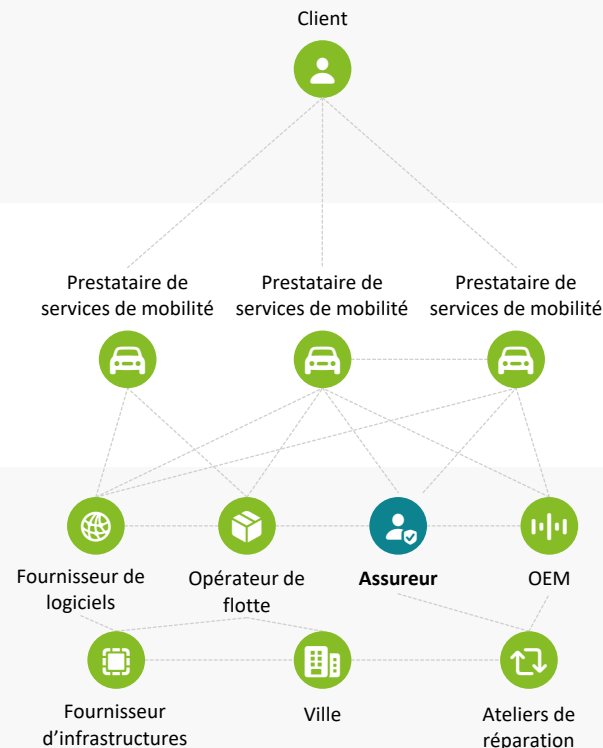 Client
Prestataire de
services de mobilité
Prestataire de
services de mobilité
Prestataire de
services de mobilité
Fournisseur de
logiciels
Opérateur de
flotte
Assureur
OEM
Fournisseur
d’infrastructures
Ville
Ateliers de
réparation